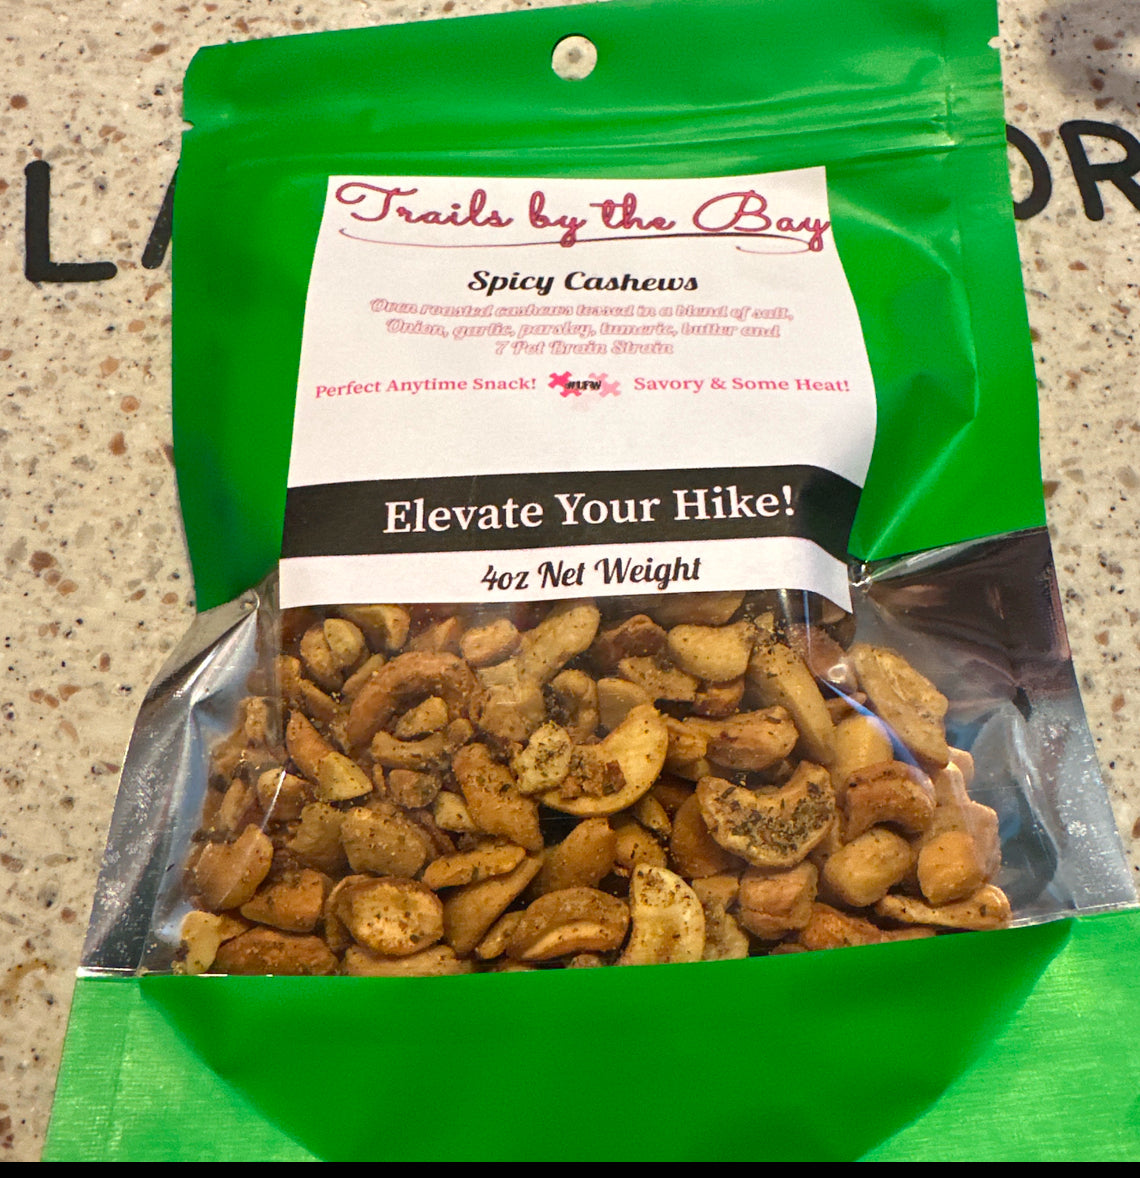 Trails by the Bay
Spicy Cashews
Oven roasted cashews tossed in a blend of salt,
Onion, garlic, parsley, tumeric, butter and
7 Pot Brain Strain
Perfect Anytime Snack! #LFW Savory & Some Heat!
Elevate Your Hike!
4oz Net Weight